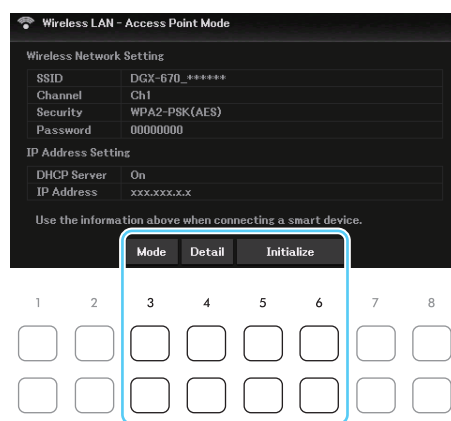 Wireless LAN - Access Point Mode
Wireless Network Setting
SSID DGX-670_******
Channel Ch1
Security WPA2-PSK(AES)
Password 00000000
IP Address Setting
DHCP Server On
IP Address xxx.xxx.x.x
Use the information above when connecting a smart device.
Mode Detail Initialize
1 2 3 4 5 6 7 8